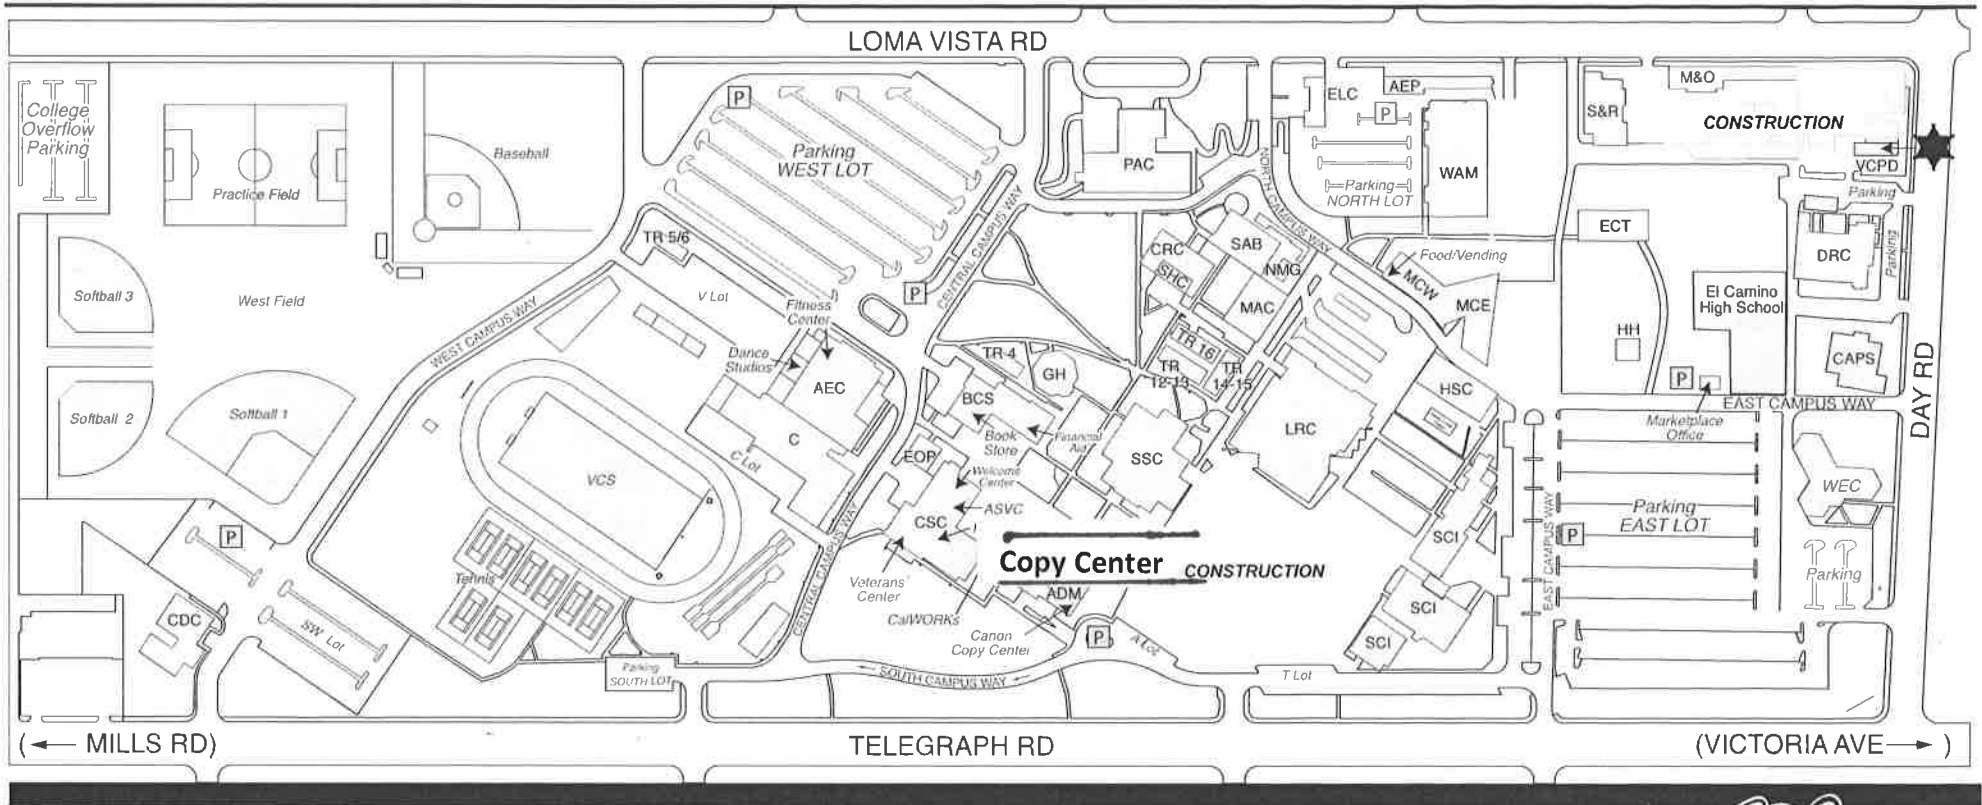 LOMA VISTA RD
College
Overflow
Parking
Practice Field
Baseball
P
Parking
WEST LOT
PAC
ELC
AEP
P
Parking
NORTH LOT
WAM
S&R
M&O
CONSTRUCTION
VCPD
Parking
NORTH CAMPUS WAY
CENTRAL CAMPUS WAY
TR 5/6
V Lot
P
CRC
SHC
SAB
NMG
MAC
Food/Vending
MCW
MCE
ECT
DRC
Parking
Softball 3
West Field
WEST CAMPUS WAY
Fitness
Center
Dance
Studios
AEC
TR 4
GH
TR 16
TR
12-13
TR
14-15
El Camino
High School
HH
P
CAPS
EAST CAMPUS WAY
Marketplace
Office
DAY RD
Softball 2
Softball 1
BCS
Book
Store
Financial
Aid
HSC
LRC
SSC
C
C Lot
VCS
EOP
Welcome
Center
ASVC
CSC
P
Parking
EAST LOT
WEC
EAST CAMPUS WAY
P
SCI
Copy Center
CONSTRUCTION
Tennis
CENTRAL CAMPUS WAY
Veterans'
Center
CalWORKs
ADM
Canon
Copy Center
P
A Lot
SCI
SCI
Parking
CDC
SW Lot
Parking
SOUTH LOT
SOUTH CAMPUS WAY
T Lot
(← MILLS RD)
TELEGRAPH RD
(VICTORIA AVE → )